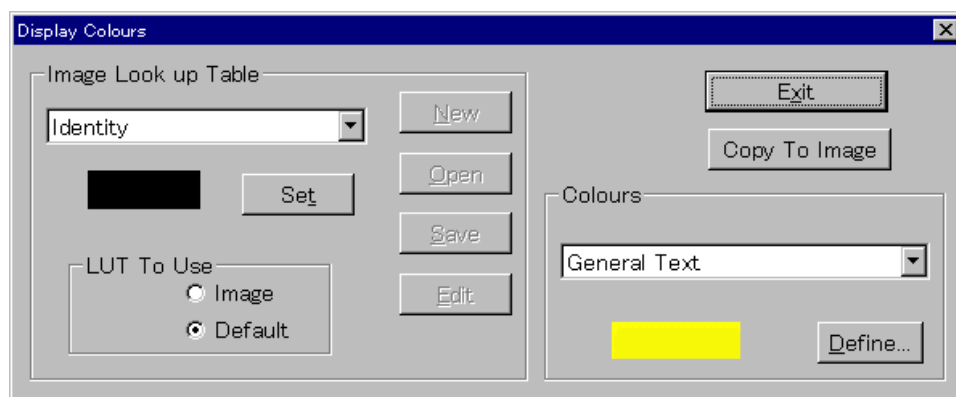 Display Colours
Image Look up Table
Identity
Set
LUT To Use
Image
Default
New
Open
Save
Edit
Exit
Copy To Image
Colours
General Text
Define...